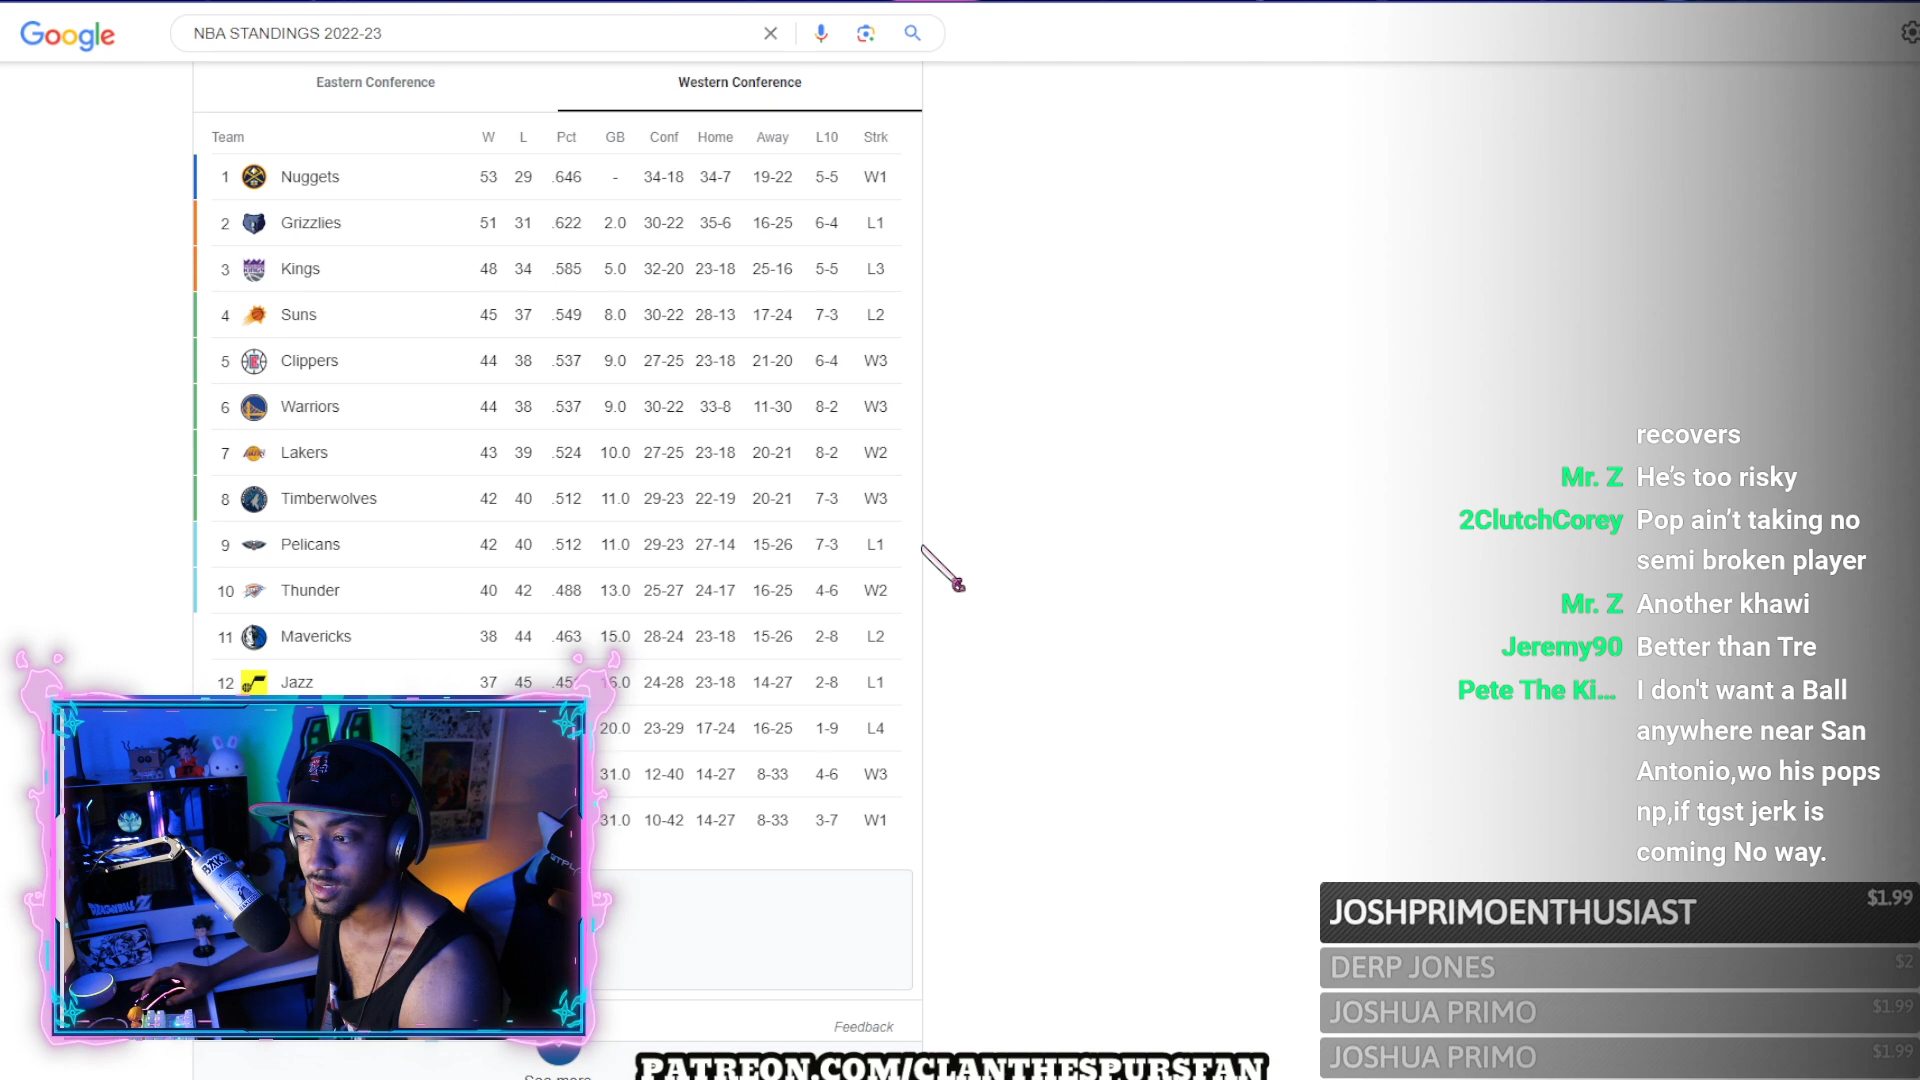 Google
NBA STANDINGS 2022-23
Eastern Conference Western Conference
Team W L Pct GB Conf Home Away L10 Strk
1 Nuggets 53 29 .646 - 34-18 34-7 19-22 5-5 W1
2 Grizzlies 51 31 .622 2.0 30-22 35-6 16-25 6-4 L1
3 Kings 48 34 .585 5.0 32-20 23-18 25-16 5-5 L3
4 Suns 45 37 .549 8.0 30-22 28-13 17-24 7-3 L2
5 Clippers 44 38 .537 9.0 27-25 23-18 21-20 6-4 W3
6 Warriors 44 38 .537 9.0 30-22 33-8 11-30 8-2 W3
7 Lakers 43 39 .524 10.0 27-25 23-18 20-21 8-2 W2
8 Timberwolves 42 40 .512 11.0 29-23 22-19 20-21 7-3 W3
9 Pelicans 42 40 .512 11.0 29-23 27-14 15-26 7-3 L1
10 Thunder 40 42 .488 13.0 25-27 24-17 16-25 4-6 W2
11 Mavericks 38 44 .463 15.0 28-24 23-18 15-26 2-8 L2
12 Jazz 37 45 24-28 23-18 14-27 2-8 L1
20.0 23-29 17-24 16-25 1-9 L4
31.0 12-40 14-27 8-33 4-6 W3
31.0 10-42 14-27 8-33 3-7 W1
Feedback
See more
PATREON.COM/CLANTHESPURSFAN
recovers
Mr. Z He's too risky
2ClutchCorey Pop ain't taking no
semi broken player
Mr. Z Another khawi
Jeremy90 Better than Tre
Pete The Ki... I don't want a Ball
anywhere near San
Antonio,wo his pops
np,if tgst jerk is
coming No way.
JOSHPRIMOENTHUSIAST $1.99
DERP JONES $2
JOSHUA PRIMO $1.99
JOSHUA PRIMO $1.99